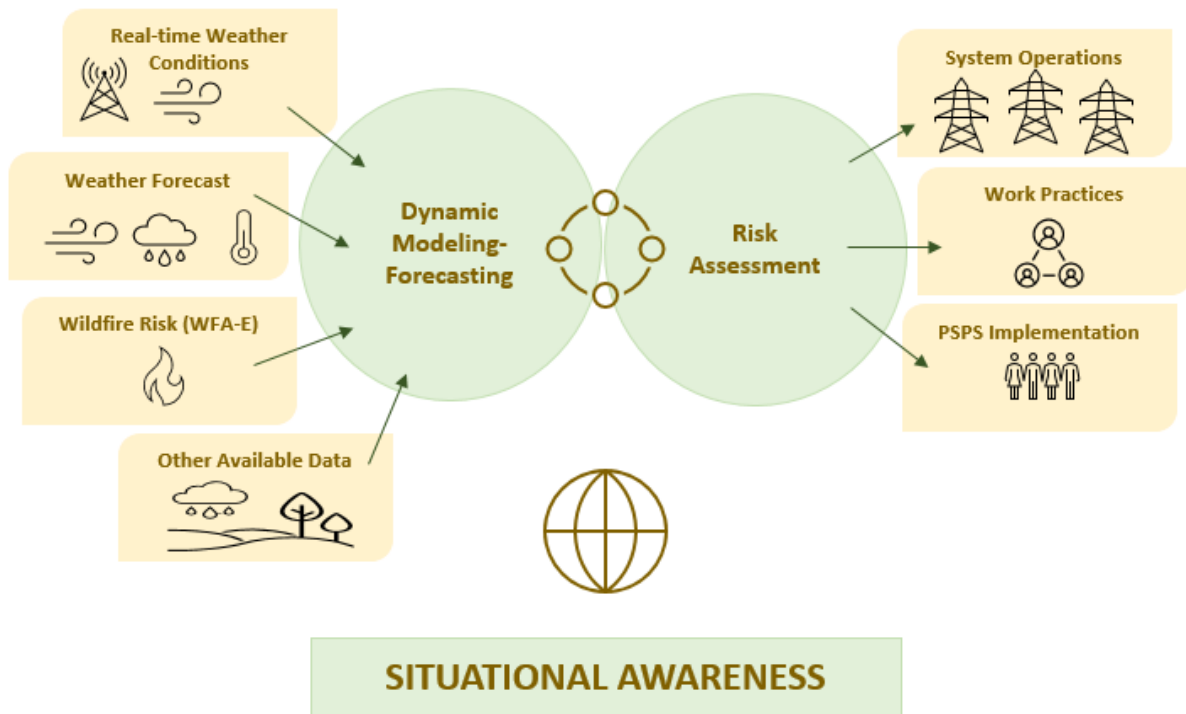 Real-time Weather
Conditions
Weather Forecast
Wildfire Risk (WFA-E)
Other Available Data
Dynamic
Modeling-
Forecasting
Risk
Assessment
System Operations
Work Practices
PSPS Implementation
SITUATIONAL AWARENESS